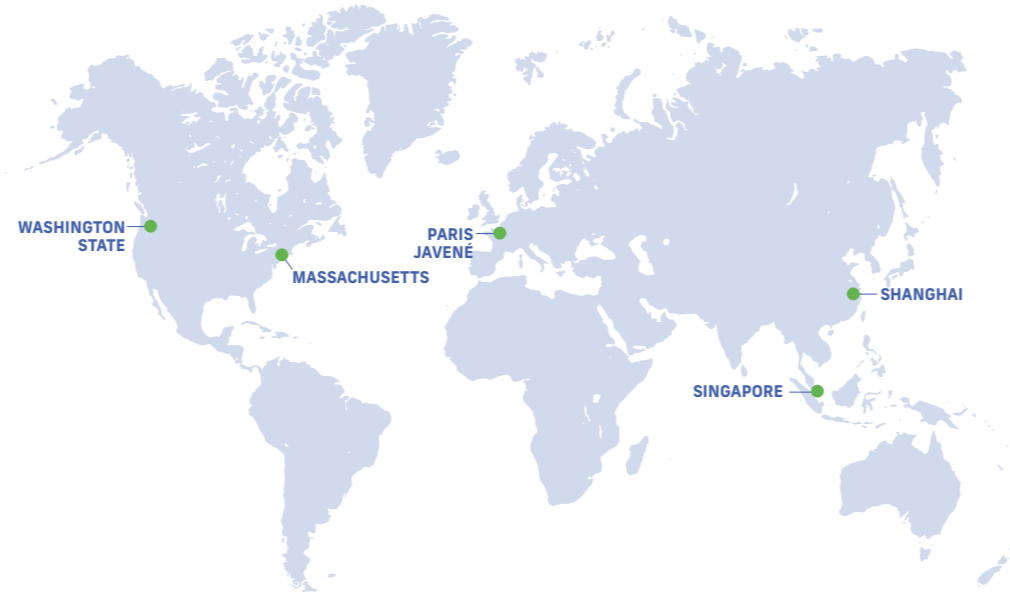 WASHINGTON
STATE
MASSACHUSETTS
PARIS
JAVENÉ
SHANGHAI
SINGAPORE